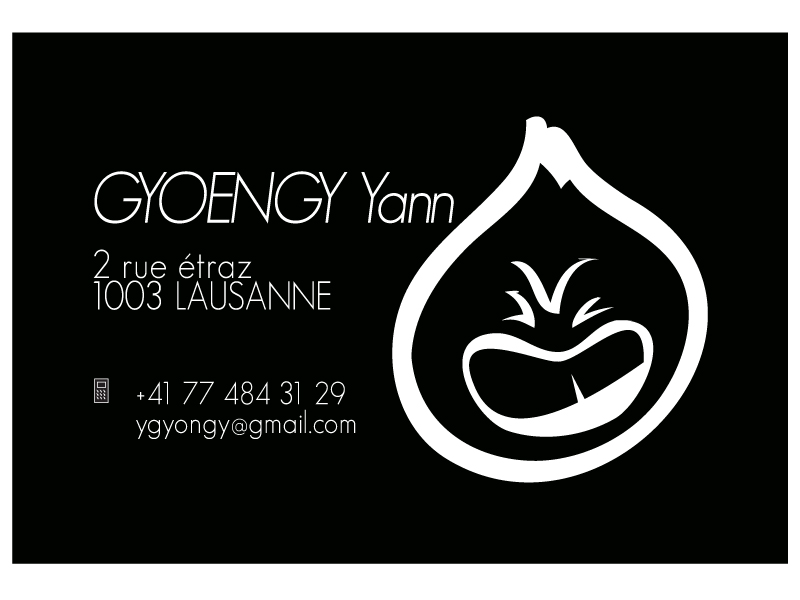 GYOENGY Yann
2 rue étraz
1003 LAUSANNE
+41 77 484 31 29
ygyongy@gmail.com